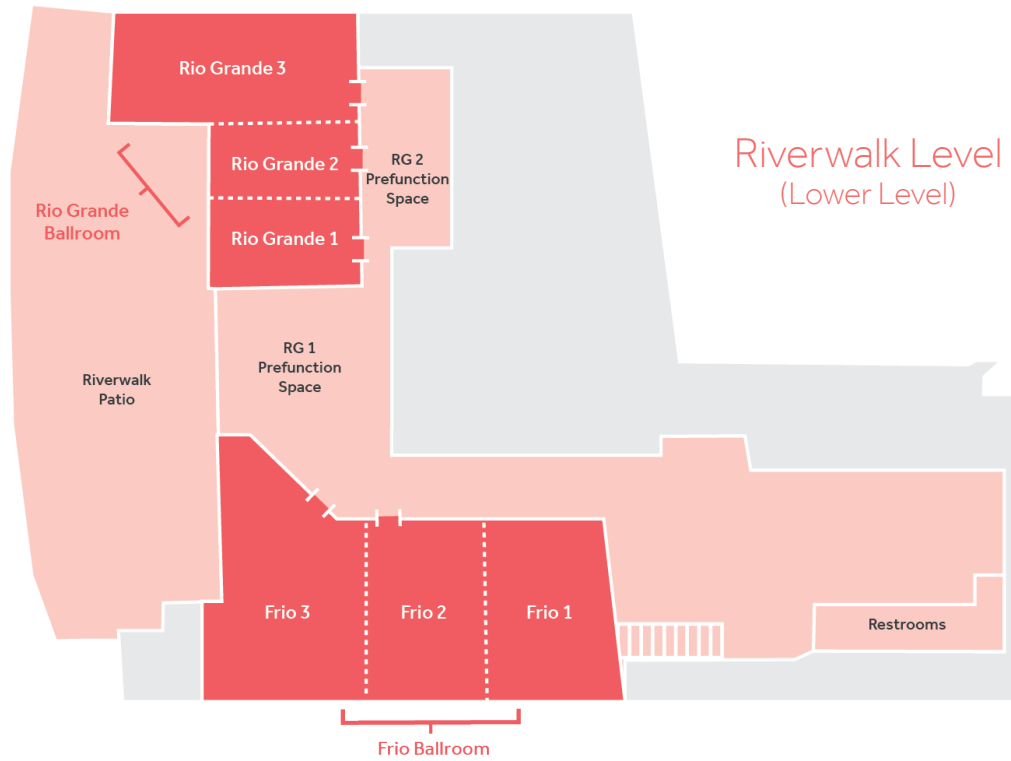 Rio Grande 3
Riverwalk Level
(Lower Level)
Rio Grande 2
RG 2
Prefunction
Space
Rio Grande
Ballroom
Rio Grande 1
RG 1
Prefunction
Space
Riverwalk
Patio
Frio 3
Frio 2
Frio 1
Restrooms
Frio Ballroom